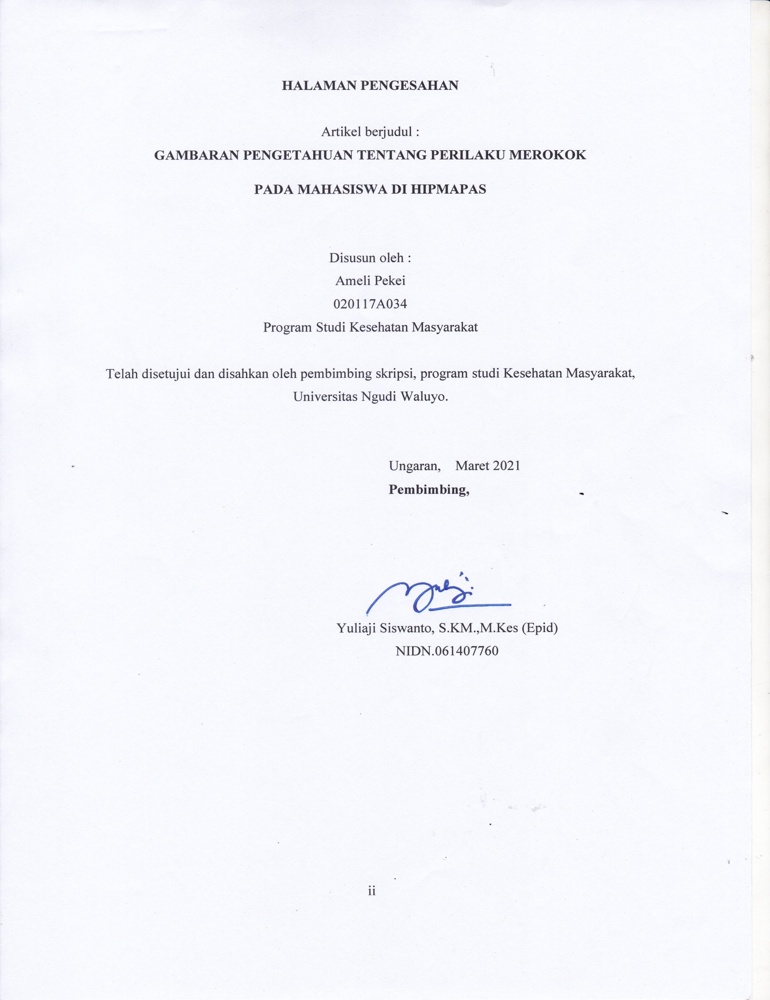 HALAMAN PENGESAHAN
Artikel berjudul :
GAMBARAN PENGETAHUAN TENTANG PERILAKU MEROKOK
PADA MAHASISWA DI HIPMAPAS
Disusun oleh :
Ameli Pekei
020117A034
Program Studi Kesehatan Masyarakat
Telah disetujui dan disahkan oleh pembimbing skripsi, program studi Kesehatan Masyarakat,
Universitas Ngudi Waluyo.
Ungaran, Maret 2021
Pembimbing,
Yuliaji Siswanto, S.KM.,M.Kes (Epid)
NIDN.061407760
ii